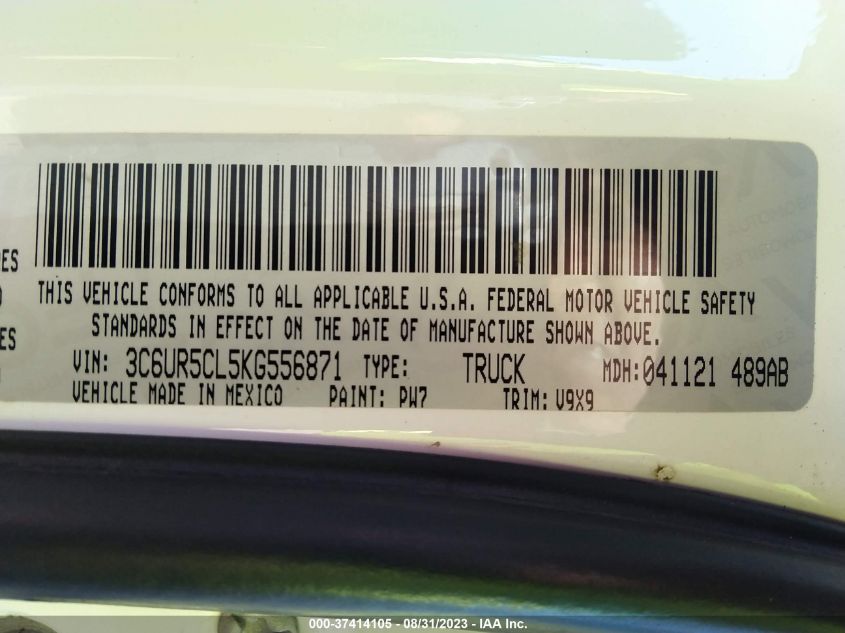 THIS VEHICLE CONFORMS TO ALL APPLICABLE U.S.A. FEDERAL MOTOR VEHICLE SAFETY
STANDARDS IN EFFECT ON THE DATE OF MANUFACTURE SHOWN ABOVE.
VIN: 3C6UR5CL5KG556871 TYPE: TRUCK MDH: 041121 489AB
VEHICLE MADE IN MEXICO PAINT: PW7 TRIM: V9X9
000-37414105 - 08/31/2023 - IAA Inc.